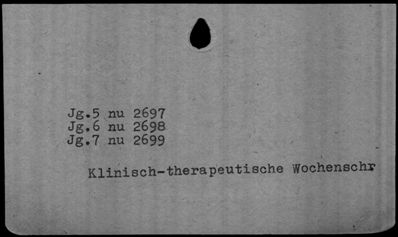 Jg.5 nu 2697
Jg.6 nu 2698
Jg.7 nu 2699
Klinisch-therapeutische Wochenschr